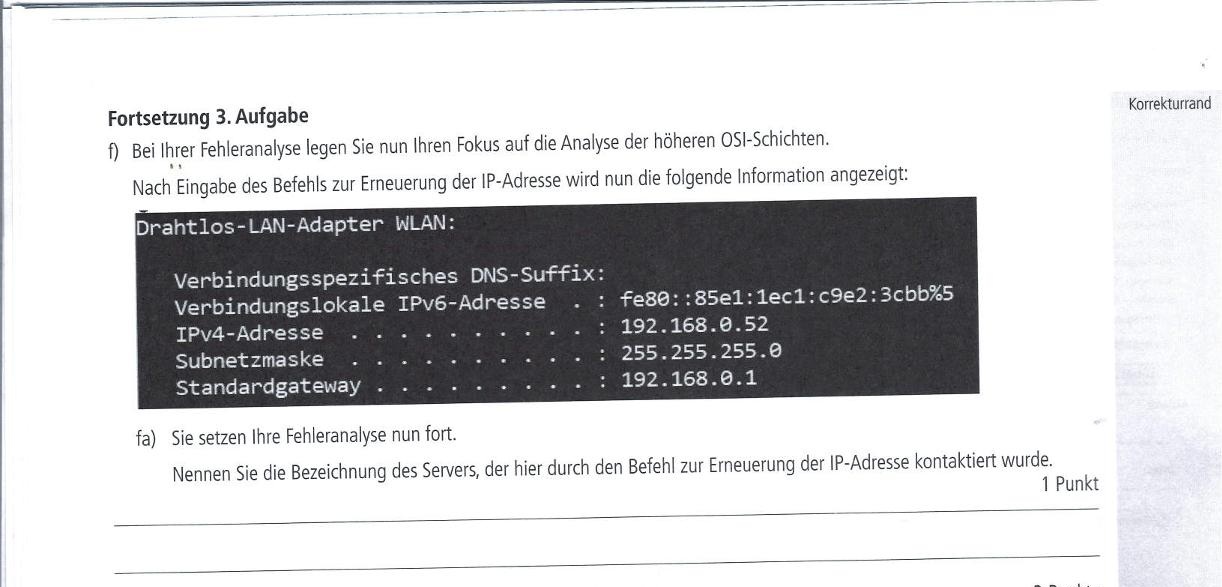 Korrekturrand
Fortsetzung 3. Aufgabe
f) Bei Ihrer Fehleranalyse legen Sie nun Ihren Fokus auf die Analyse der höheren OSI-Schichten.
Nach Eingabe des Befehls zur Erneuerung der IP-Adresse wird nun die folgende Information angezeigt:
Drahtlos-LAN-Adapter WLAN:
Verbindungsspezifisches DNS-Suffix:
Verbindungslokale IPv6-Adresse . : fe80::85e1:1ec1:c9e2:3cbb%5
IPv4-Adresse . . . . . . . . . . : 192.168.0.52
Subnetzmaske . . . . . . . . . . : 255.255.255.0
Standardgateway . . . . . . . . . : 192.168.0.1
fa) Sie setzen Ihre Fehleranalyse nun fort.
Nennen Sie die Bezeichnung des Servers, der hier durch den Befehl zur Erneuerung der IP-Adresse kontaktiert wurde.
1 Punkt